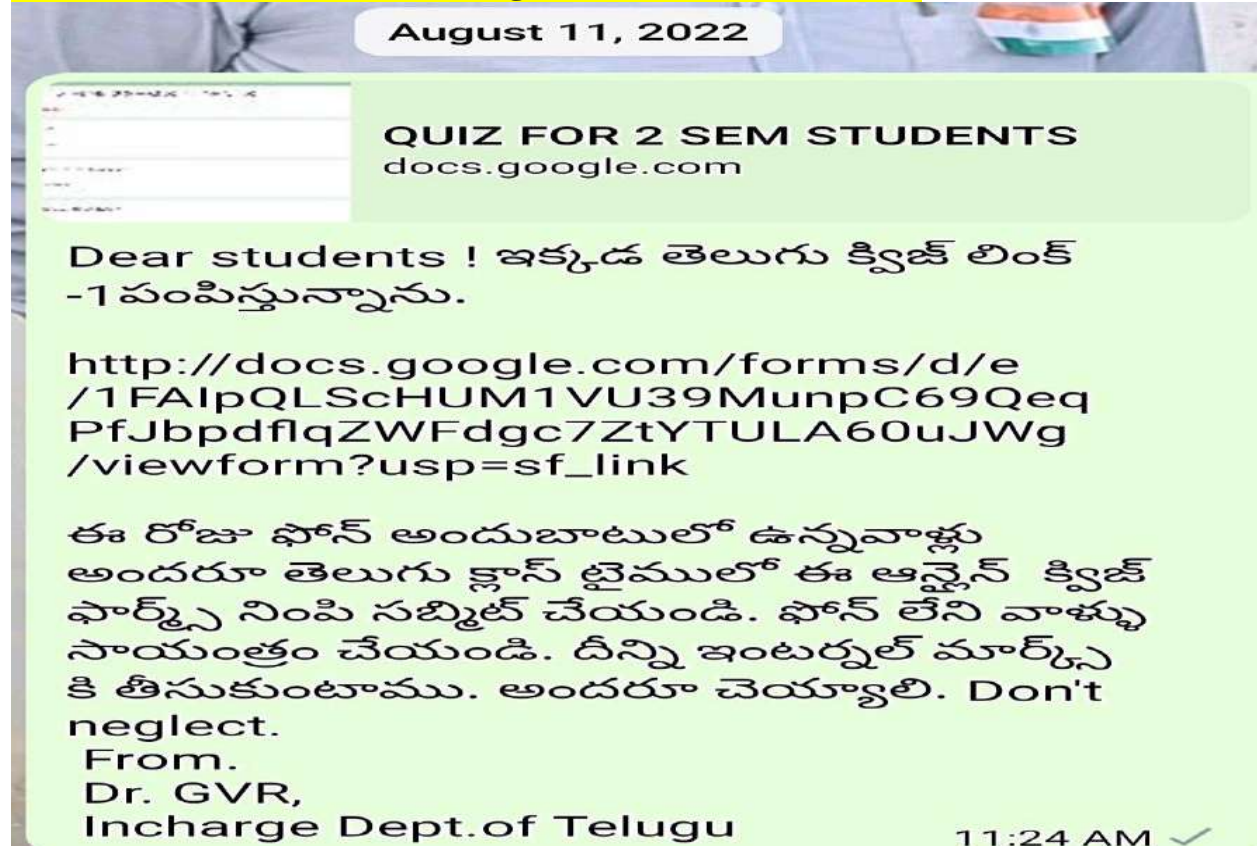 August 11, 2022
QUIZ FOR 2 SEM STUDENTS
docs.google.com
Dear students ! ఇక్కడ తెలుగు క్విజ్ లింక్
-1పంపిస్తున్నాను.
http://docs.google.com/forms/d/e
/1FAIpQLScHUM1VU39MunpC69Qeq
PfJbpdflqZWFdgc7ZtYTULA60uJWg
/viewform?usp=sf_link
ఈ రోజు ఫోన్ అందుబాటులో ఉన్నవాళ్లు
అందరూ తెలుగు క్లాస్ టైములో ఈ ఆన్లైన్ క్విజ్
ఫార్మ్స్ నింపి సబ్మిట్ చేయండి. ఫోన్ లేని వాళ్ళు
సాయంత్రం చేయండి. దీన్ని ఇంటర్నల్ మార్క్స్
కి తీసుకుంటాము. అందరూ చెయ్యాలి. Don't
neglect.
From.
Dr. GVR,
Incharge Dept.of Telugu
11:24 AM